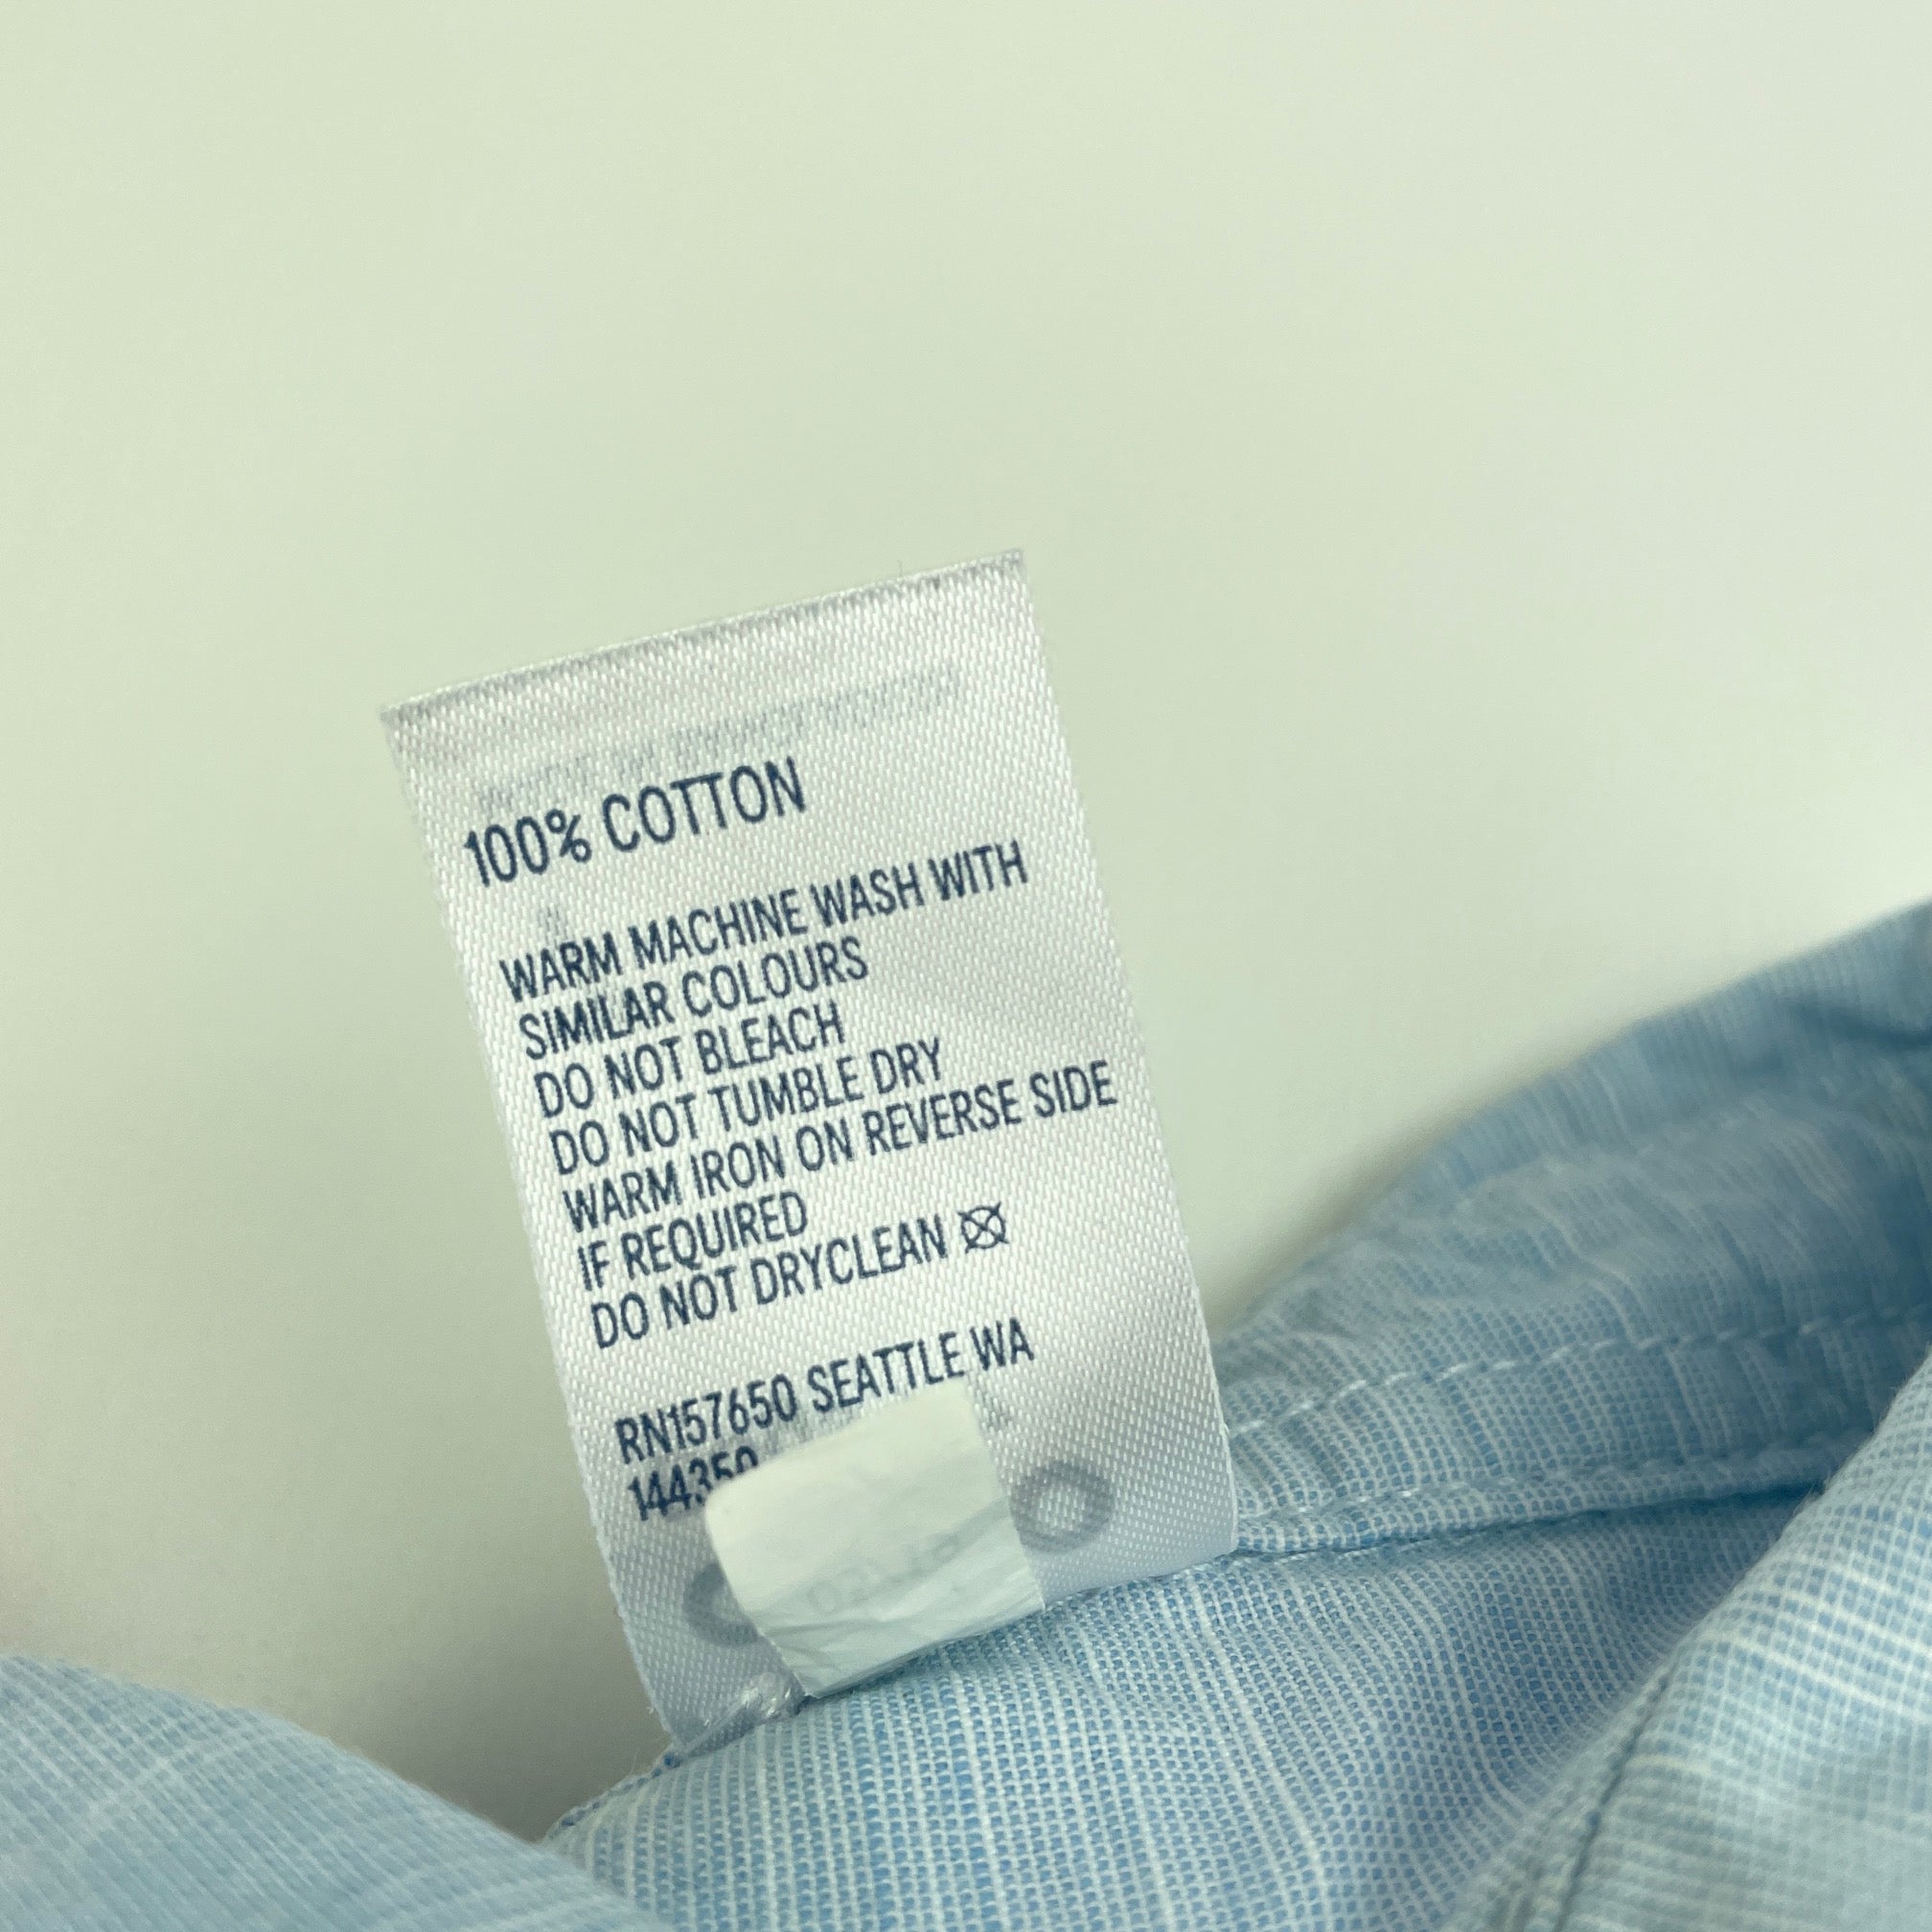 100% COTTON
WARM MACHINE WASH WITH
SIMILAR COLOURS
DO NOT BLEACH
DO NOT TUMBLE DRY
WARM IRON ON REVERSE SIDE
IF REQUIRED
DO NOT DRYCLEAN
RN157650 SEATTLE WA
144350